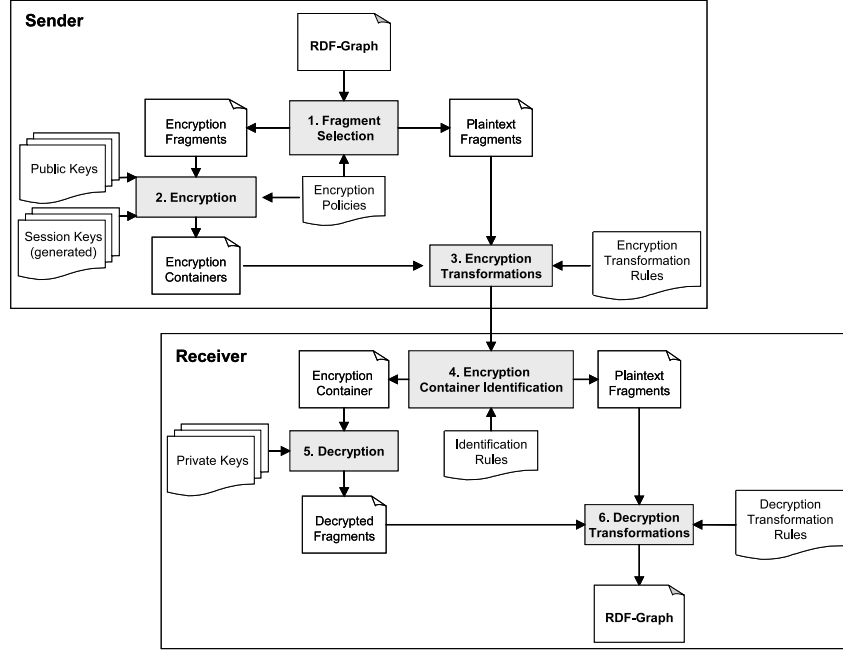 Sender
RDF-Graph
Encryption
Fragments
1. Fragment
Selection
Plaintext
Fragments
Public Keys
2. Encryption
Encryption
Policies
Session Keys
(generated)
Encryption
Containers
3. Encryption
Transformations
Encryption
Transformation
Rules
Receiver
Encryption
Container
4. Encryption
Container Identification
Plaintext
Fragments
Private Keys
5. Decryption
Identification
Rules
Decrypted
Fragments
6. Decryption
Transformations
Decryption
Transformation
Rules
RDF-Graph